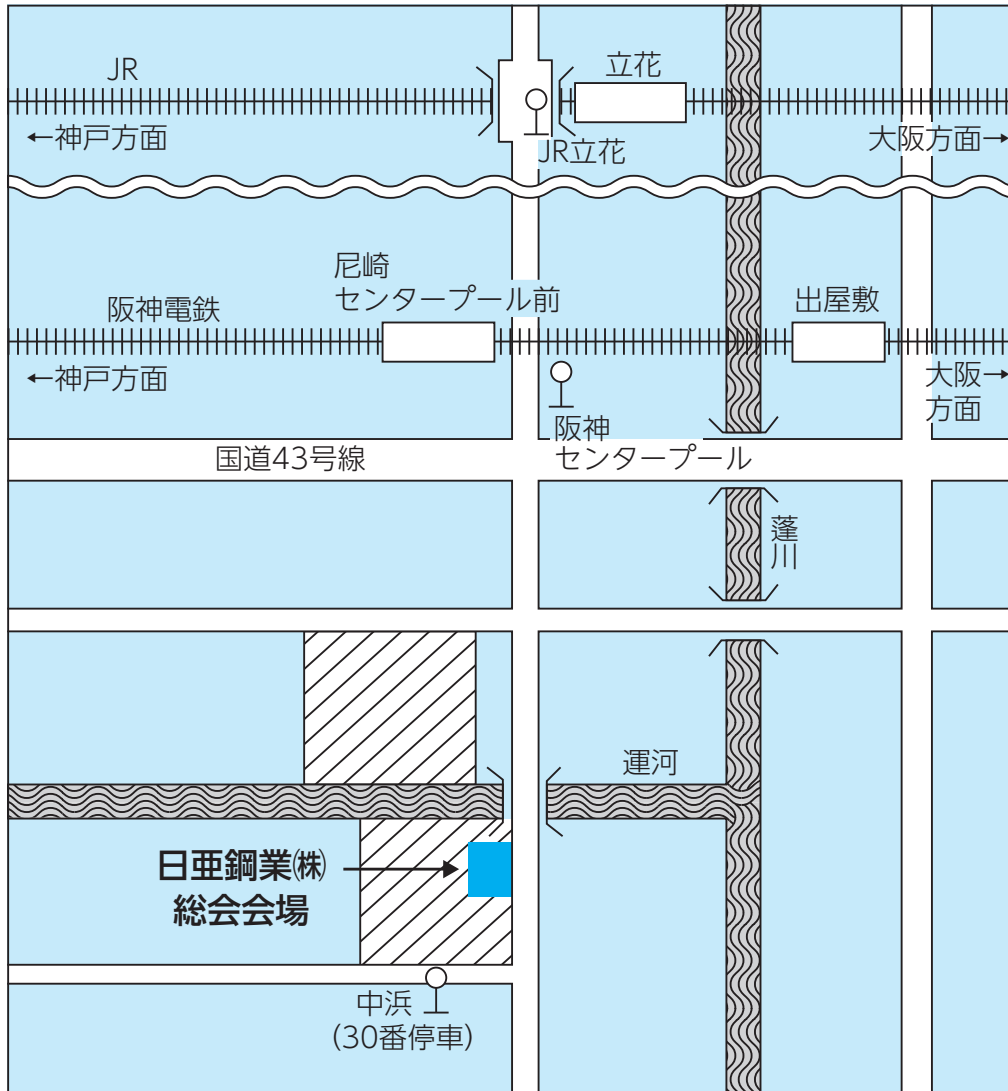 JR
立花
←神戸方面
JR立花
大阪方面→
尼崎
センタープール前
阪神電鉄
出屋敷
←神戸方面
大阪→
方面
阪神
センタープール
国道43号線
蓬川
運河
日亜鋼業㈱
総会会場
中浜
(30番停車)